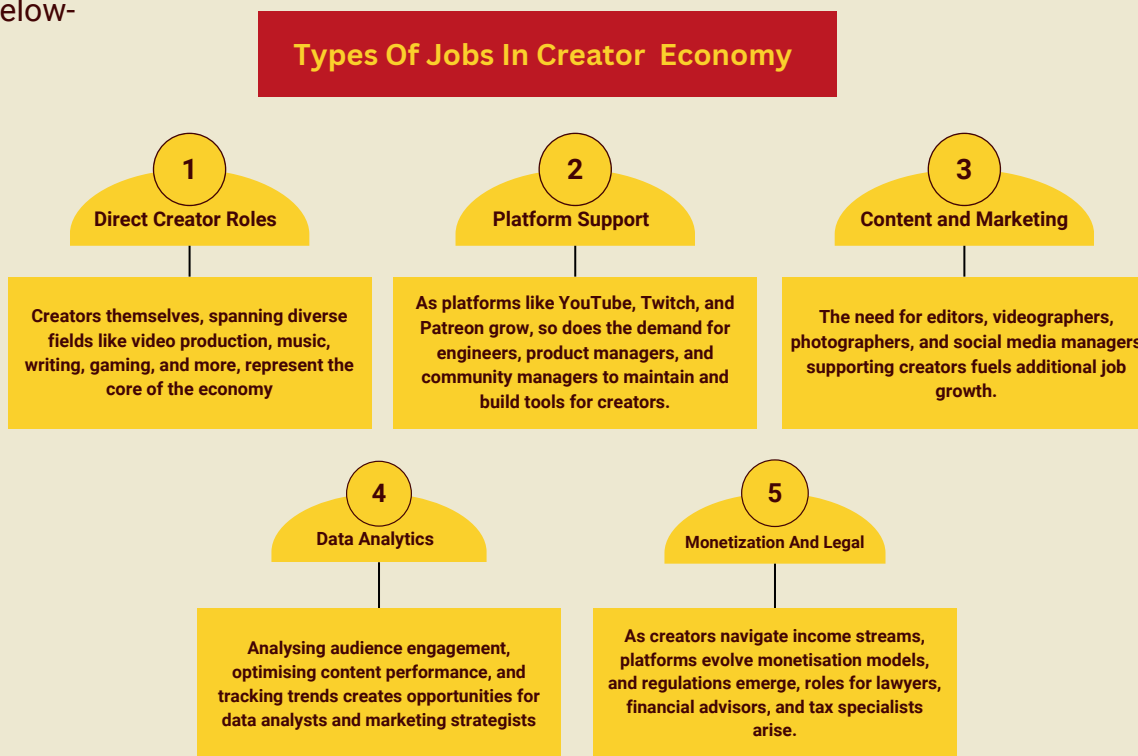 elow-
Types Of Jobs In Creator Economy
1
Direct Creator Roles
Creators themselves, spanning diverse
fields like video production, music,
writing, gaming, and more, represent the
core of the economy
2
Platform Support
As platforms like YouTube, Twitch, and
Patreon grow, so does the demand for
engineers, product managers, and
community managers to maintain and
build tools for creators.
3
Content and Marketing
The need for editors, videographers,
photographers, and social media managers
supporting creators fuels additional job
growth.
4
Data Analytics
Analysing audience engagement,
optimising content performance, and
tracking trends creates opportunities for
data analysts and marketing strategists
5
Monetization And Legal
As creators navigate income streams,
platforms evolve monetisation models,
and regulations emerge, roles for lawyers,
financial advisors, and tax specialists
arise.